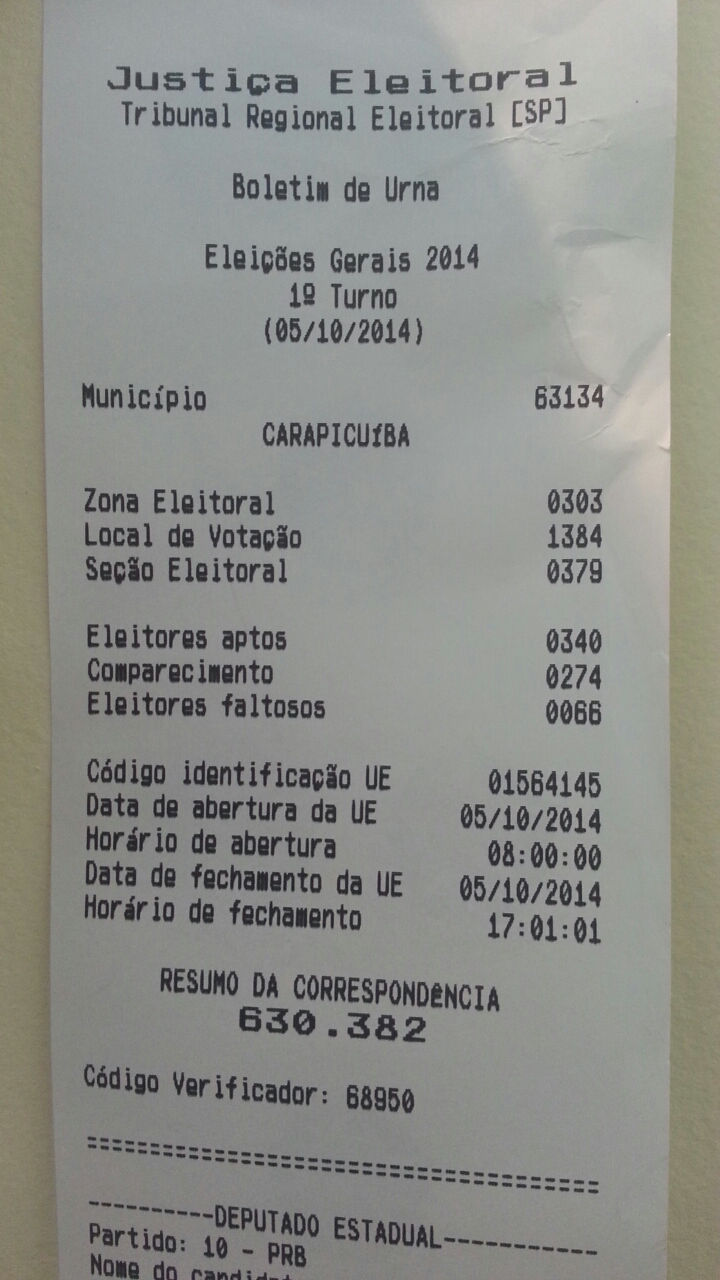 Justiça Eleitoral
Tribunal Regional Eleitoral [SP]
Boletim de Urna
Eleições Gerais 2014
1º Turno
(05/10/2014)
Município 63134
CARAPICUíBA
Zona Eleitoral 0303
Local de Votação 1384
Seção Eleitoral 0379
Eleitores aptos 0340
Comparecimento 0274
Eleitores faltosos 0066
Código identificação UE 01564145
Data de abertura da UE 05/10/2014
Horário de abertura 08:00:00
Data de fechamento da UE 05/10/2014
Horário de fechamento 17:01:01
RESUMO DA CORRESPONDêNCIA
630.382
Código Verificador: 68950
========================================
----------DEPUTADO ESTADUAL-----------
Partido: 10 - PRB
Nome do